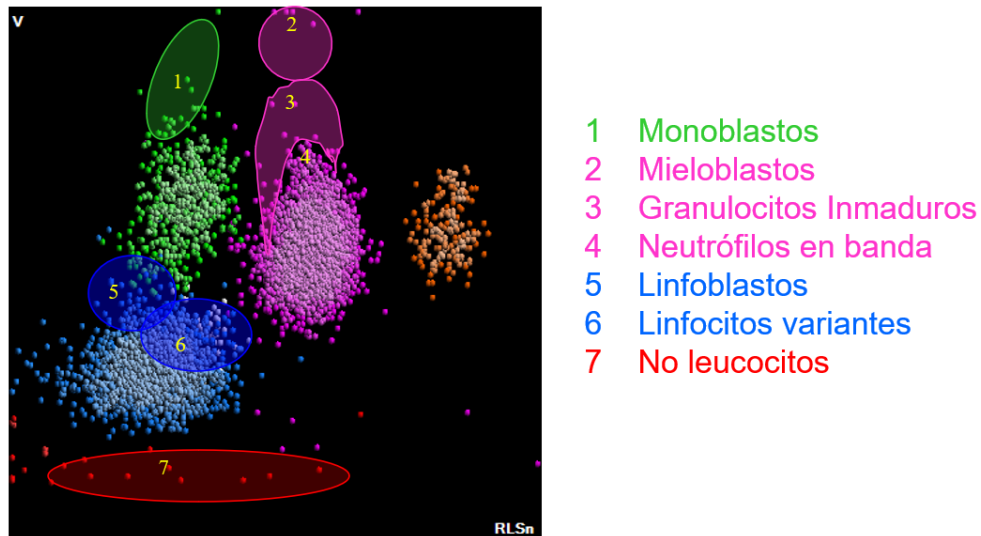 V
2
1
3
4
5
6
7
RLSn
1 Monoblastos
2 Mieloblastos
3 Granulocitos Inmaduros
4 Neutrófilos en banda
5 Linfoblastos
6 Linfocitos variantes
7 No leucocitos